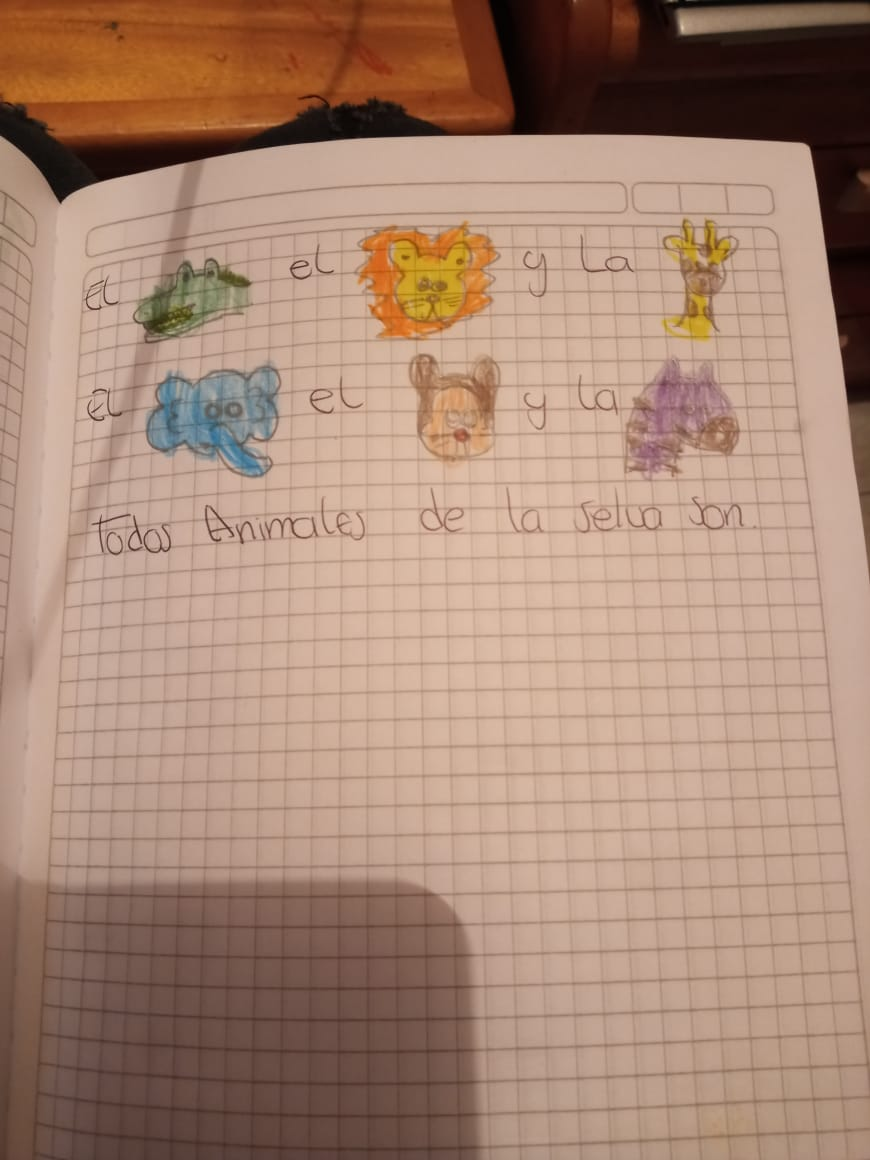 El el y La
El el y la
Todos Animales de la selva son.